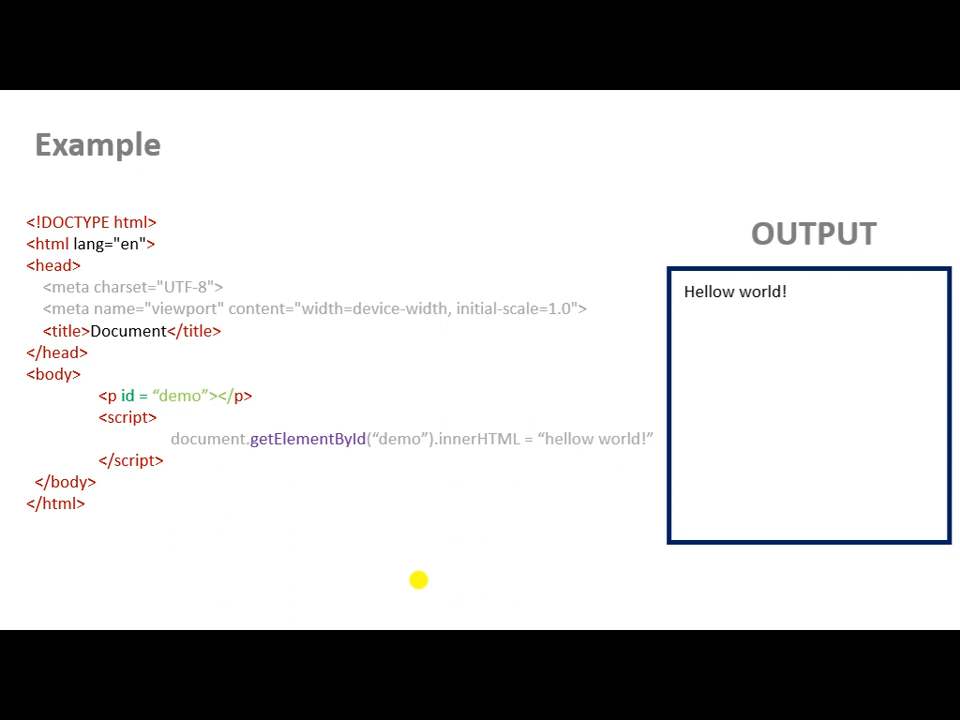 Example
<!DOCTYPE html>
<html lang="en">
<head>
<meta charset="UTF-8">
<meta name="viewport" content="width=device-width, initial-scale=1.0">
<title>Document</title>
</head>
<body>
<p id = “demo”></p>
<script>
document.getElementById(“demo”).innerHTML = “hellow world!”
</script>
</body>
</html>
OUTPUT
Hellow world!